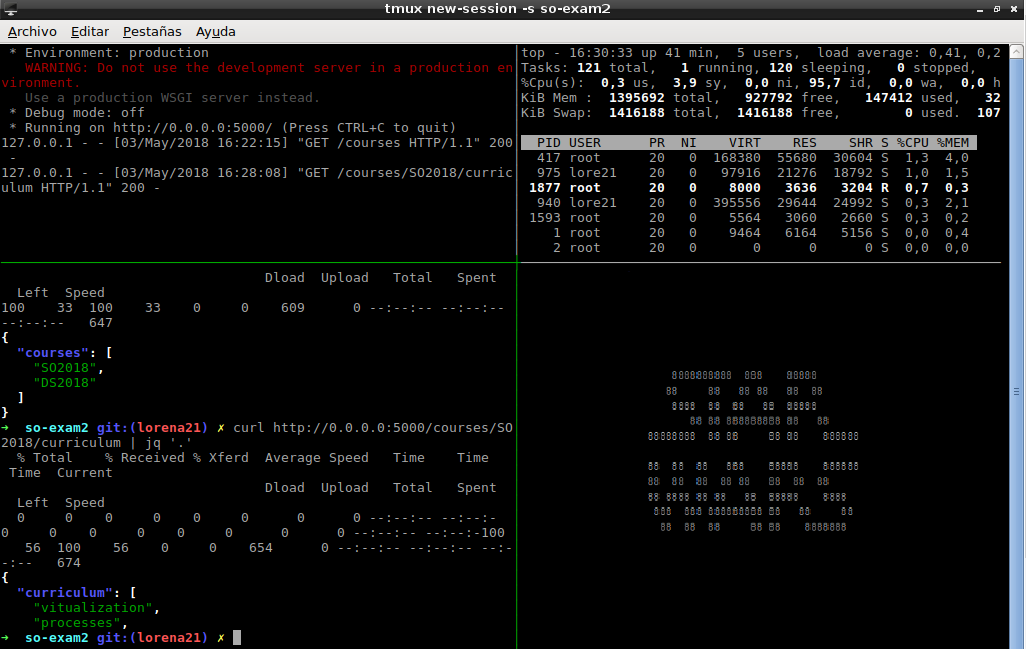 tmux new-session -s so-exam2
Archivo Editar Pestañas Ayuda
 * Environment: production
   WARNING: Do not use the development server in a production en
vironment.
   Use a production WSGI server instead.
 * Debug mode: off
 * Running on http://0.0.0.0:5000/ (Press CTRL+C to quit)
127.0.0.1 - - [03/May/2018 16:22:15] "GET /courses HTTP/1.1" 200
 -
127.0.0.1 - - [03/May/2018 16:28:08] "GET /courses/SO2018/curric
ulum HTTP/1.1" 200 -
top - 16:30:33 up 41 min,  5 users,  load average: 0,41, 0,2
Tasks: 121 total,   1 running, 120 sleeping,   0 stopped,
%Cpu(s):  0,3 us,  3,9 sy,  0,0 ni, 95,7 id,  0,0 wa,  0,0 h
KiB Mem :  1395692 total,   927792 free,   147412 used,   32
KiB Swap:  1416188 total,  1416188 free,        0 used.  107
  PID USER      PR  NI    VIRT    RES    SHR S %CPU %MEM
  417 root      20   0  168380  55680  30604 S  1,3  4,0
  975 lore21    20   0   97916  21276  18792 S  1,0  1,5
 1877 root      20   0    8000   3636   3204 R  0,7  0,3
  940 lore21    20   0  395556  29644  24992 S  0,3  2,1
 1593 root      20   0    5564   3060   2660 S  0,3  0,2
    1 root      20   0    9464   6164   5156 S  0,0  0,4
    2 root      20   0       0      0      0 S  0,0  0,0
                                 Dload  Upload   Total   Spent
  Left  Speed
100    33  100    33    0     0    609      0 --:--:-- --:--:--
--:--:--   647
{
  "courses": [
    "SO2018",
    "DS2018"
  ]
}
➜  so-exam2 git:(lorena21) ✗ curl http://0.0.0.0:5000/courses/SO
2018/curriculum | jq '.'
  % Total    % Received % Xferd  Average Speed   Time    Time
 Time  Current
                                 Dload  Upload   Total   Spent
  Left  Speed
  0     0    0     0    0     0      0      0 --:--:-- --:--:-
0     0    0     0    0     0      0      0 --:--:-- --:--:--100
   56  100    56    0     0    654      0 --:--:-- --:--:-- --:-
-:--   674
{
  "curriculum": [
    "vitualization",
    "processes",
➜  so-exam2 git:(lorena21) ✗